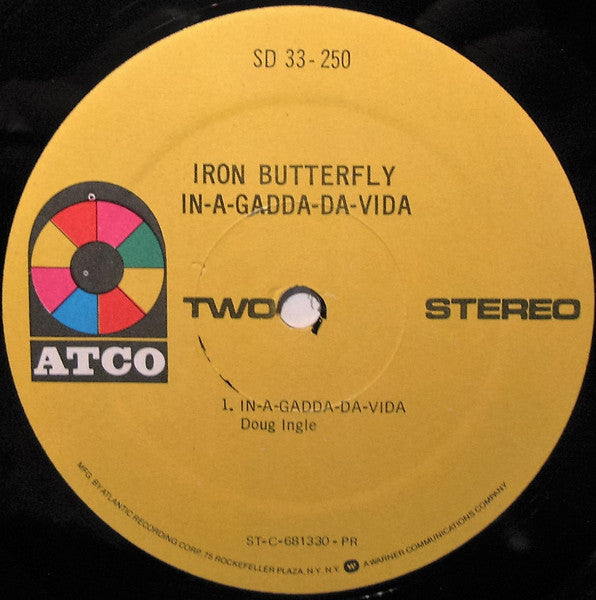 SD 33-250
IRON BUTTERFLY
IN-A-GADDA-DA-VIDA
TWO
STEREO
ATCO
1. IN-A-GADDA-DA-VIDA
Doug Ingle
ST-C-681330-PR
MFG. BY ATLANTIC RECORDING CORP. 75 ROCKEFELLER PLAZA, N.Y. N.Y. W A WARNER COMMUNICATIONS COMPANY